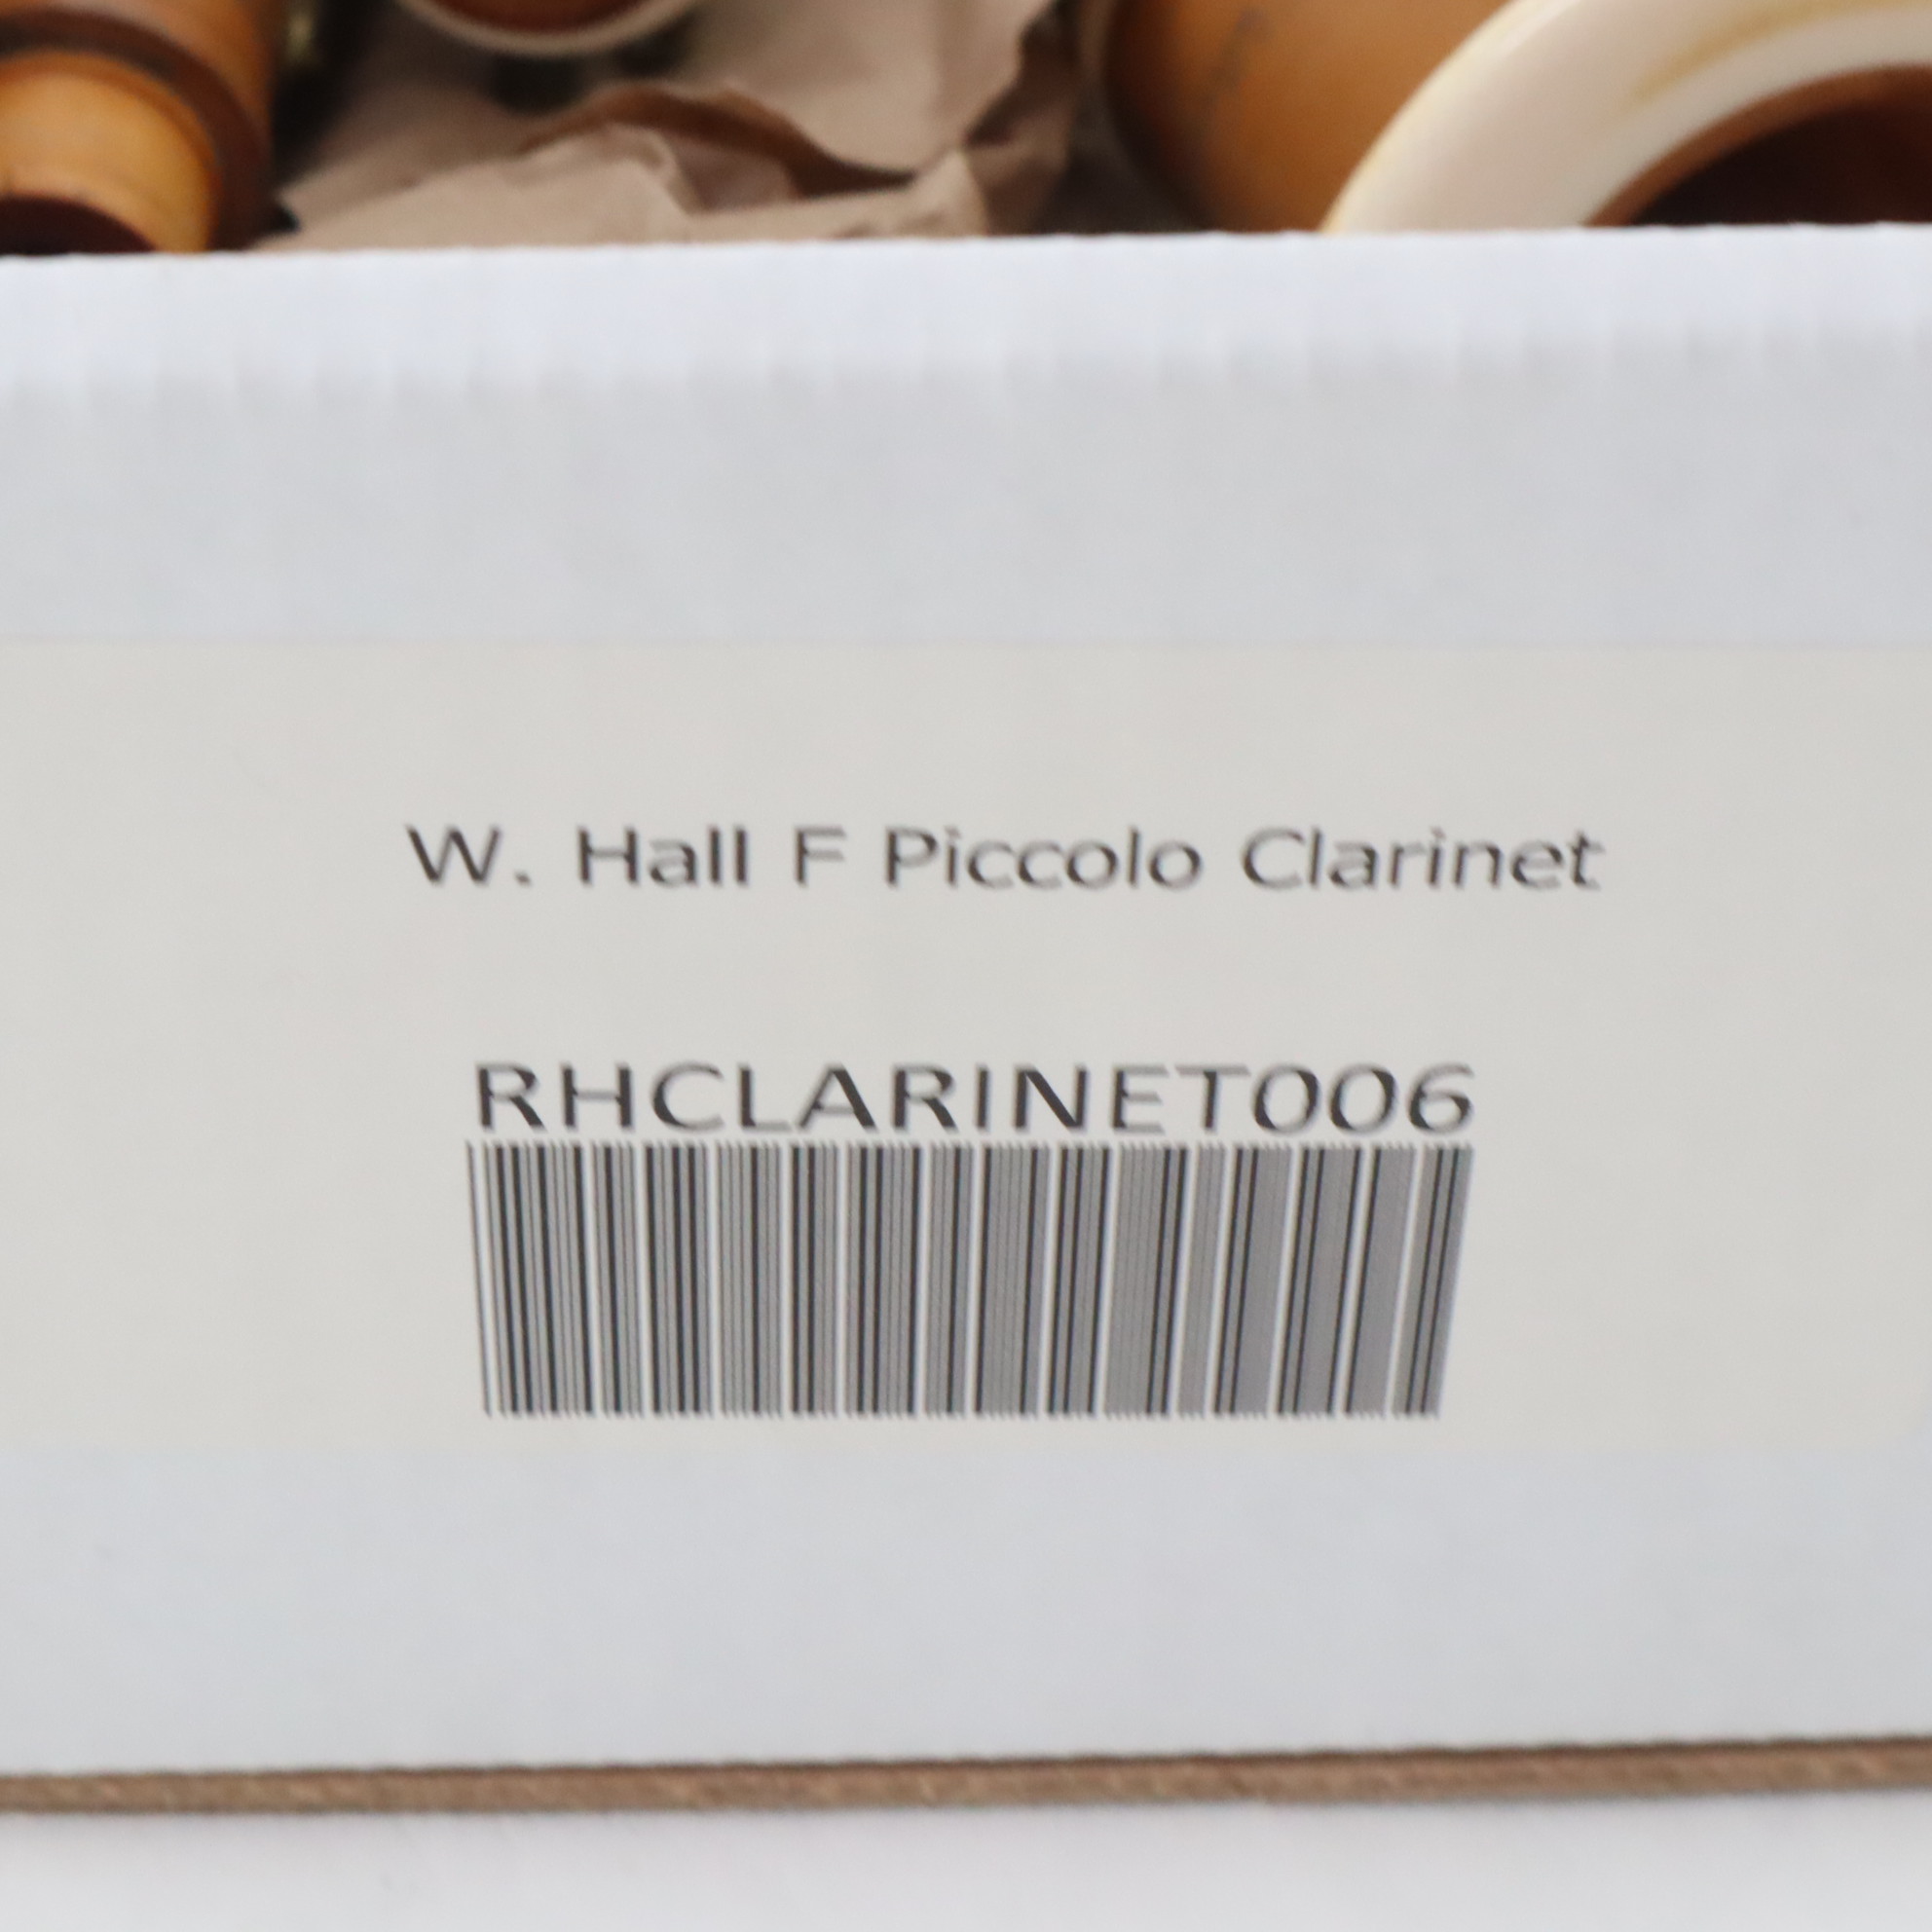 W. Hall F Piccolo Clarinet
RHCLARINET006